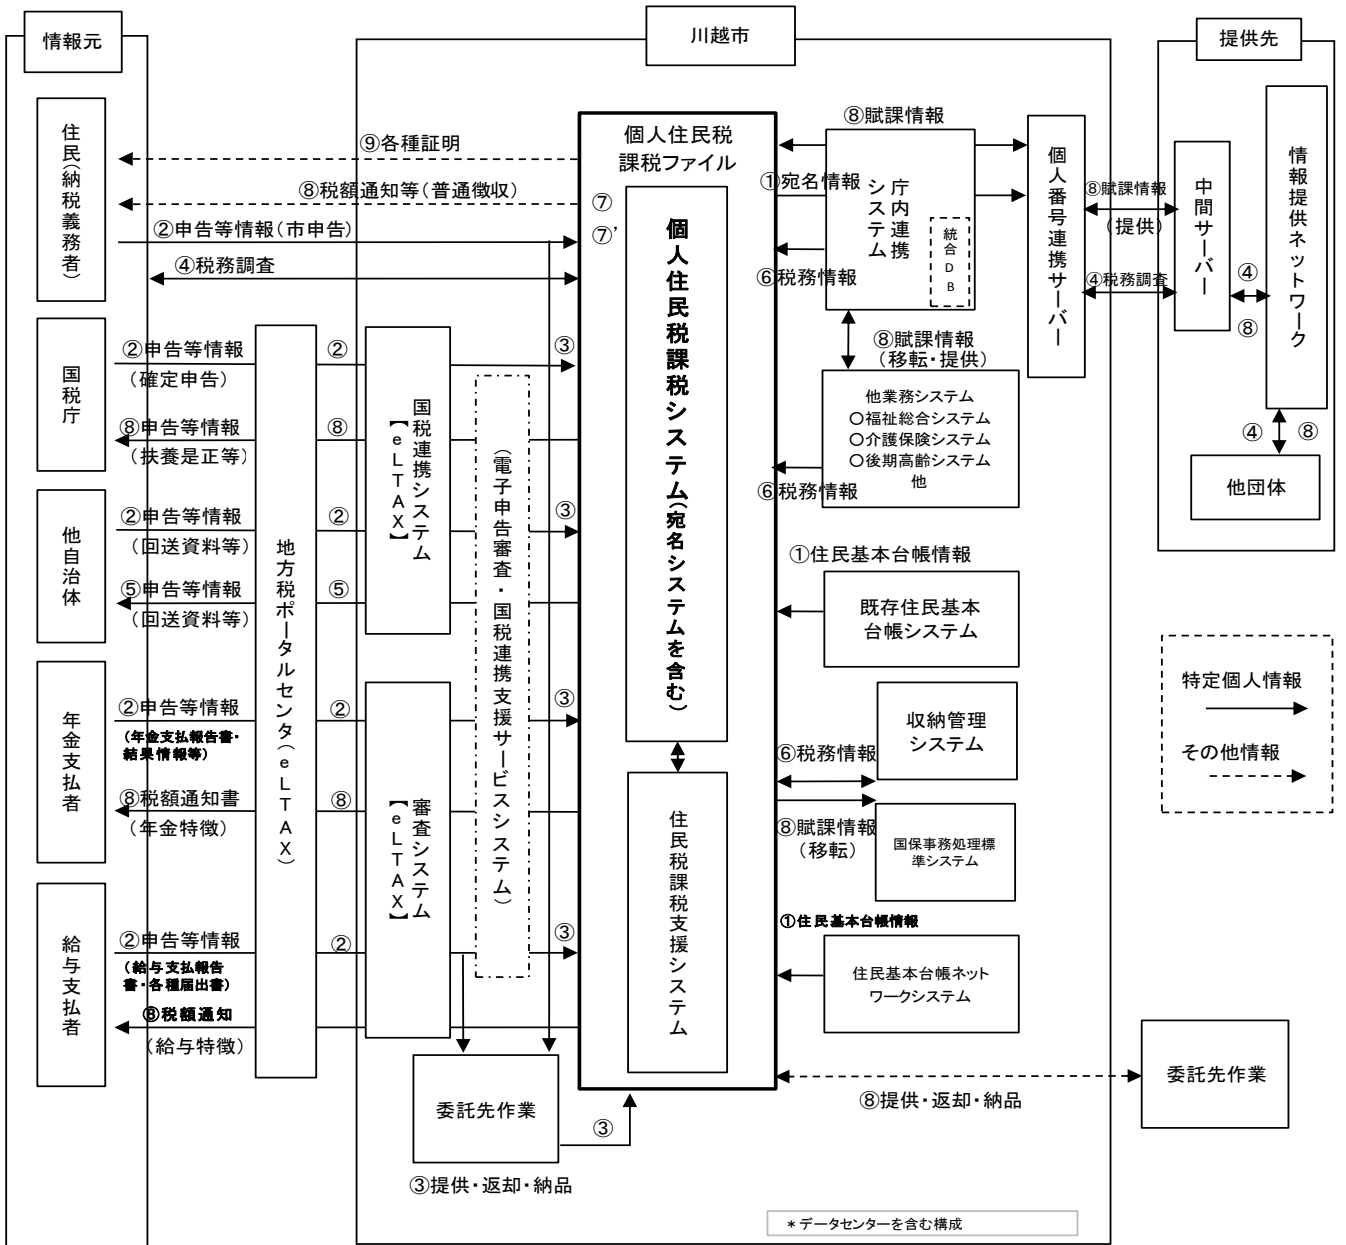 情報元
川越市
提供先
住民(納税義務者)
⑨各種証明
⑧税額通知等(普通徴収)
②申告等情報(市申告)
④税務調査
国税庁
②申告等情報
(確定申告)
⑧申告等情報
(扶養是正等)
他自治体
②申告等情報
(回送資料等)
⑤申告等情報
(回送資料等)
年金支払者
②申告等情報
(年金支払報告書・
結果情報等)
⑧税額通知書
(年金特徴)
給与支払者
②申告等情報
(給与支払報告
書・各種届出書)
⑧税額通知
(給与特徴)
地方税ポータルセンタ(eLTAX)
②
⑧
②
⑤
②
⑧
②
国税連携システム
【eLTAX】
審査システム
【eLTAX】
(電子申告審査・国税連携支援サービスシステム)
③
③
③
③
委託先作業
③
③提供・返却・納品
個人住民税
課税ファイル
⑦
⑦'
個人住民税課税システム(宛名システムを含む)
住民税課税支援システム
⑧賦課情報
①宛名情報
⑥税務情報
庁内連携
システム
統合DB
⑧賦課情報
(移転・提供)
他業務システム
○福祉総合システム
○介護保険システム
○後期高齢システム
他
⑥税務情報
①住民基本台帳情報
既存住民基本
台帳システム
収納管理
システム
⑥税務情報
⑧賦課情報
(移転)
国保事務処理標
準システム
①住民基本台帳情報
住民基本台帳ネット
ワークシステム
⑧提供・返却・納品
委託先作業
個人番号連携サーバー
⑧賦課情報
(提供)
④税務調査
中間サーバー
④
⑧
情報提供ネットワーク
④
⑧
他団体
特定個人情報
その他情報
*データセンターを含む構成